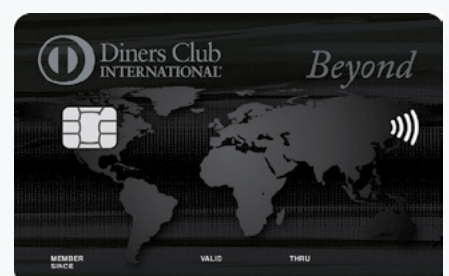 Diners Club
INTERNATIONAL®
Beyond
MEMBER
SINCE
VALID
THRU